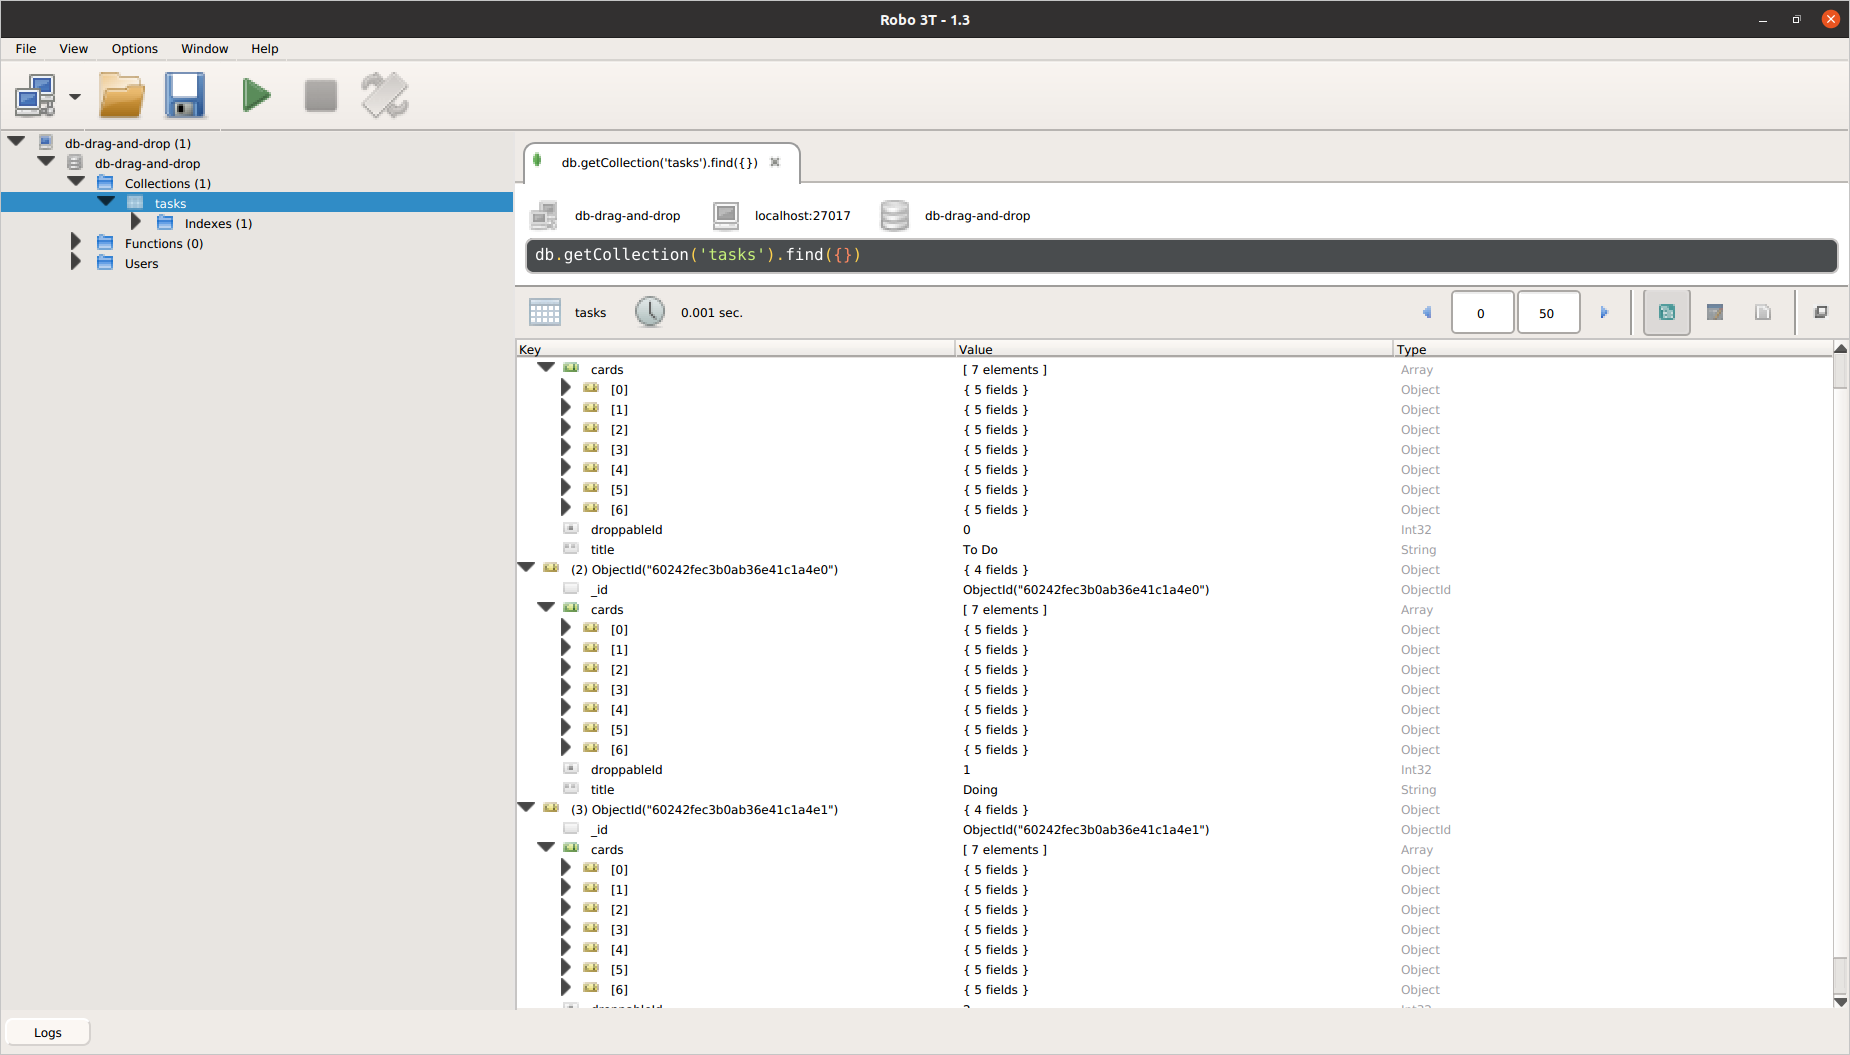 Robo 3T - 1.3
File View Options Window Help
db-drag-and-drop (1)
db-drag-and-drop
Collections (1)
tasks
Indexes (1)
Functions (0)
Users
db.getCollection('tasks').find({})
db-drag-and-drop localhost:27017 db-drag-and-drop
db.getCollection('tasks').find({})
tasks 0.001 sec. 0 50
Key Value Type
cards [ 7 elements ] Array
[0] { 5 fields } Object
[1] { 5 fields } Object
[2] { 5 fields } Object
[3] { 5 fields } Object
[4] { 5 fields } Object
[5] { 5 fields } Object
[6] { 5 fields } Object
droppableId 0 Int32
title To Do String
(2) ObjectId("60242fec3b0ab36e41c1a4e0") { 4 fields } Object
_id ObjectId("60242fec3b0ab36e41c1a4e0") ObjectId
cards [ 7 elements ] Array
[0] { 5 fields } Object
[1] { 5 fields } Object
[2] { 5 fields } Object
[3] { 5 fields } Object
[4] { 5 fields } Object
[5] { 5 fields } Object
[6] { 5 fields } Object
droppableId 1 Int32
title Doing String
(3) ObjectId("60242fec3b0ab36e41c1a4e1") { 4 fields } Object
_id ObjectId("60242fec3b0ab36e41c1a4e1") ObjectId
cards [ 7 elements ] Array
[0] { 5 fields } Object
[1] { 5 fields } Object
[2] { 5 fields } Object
[3] { 5 fields } Object
[4] { 5 fields } Object
[5] { 5 fields } Object
[6] { 5 fields } Object
Logs